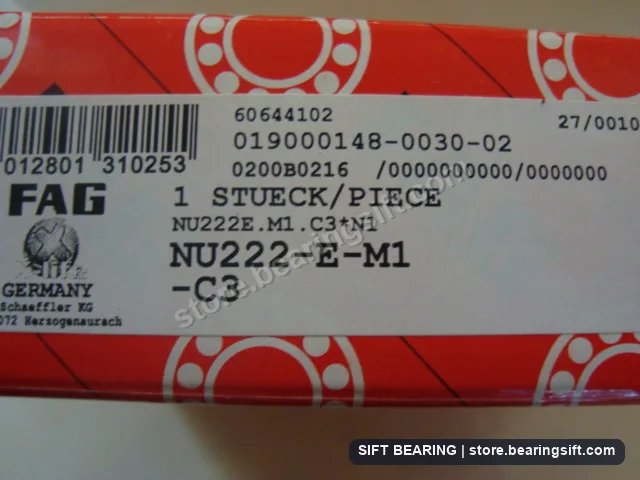 60644102
27/0010
019000148-0030-02
012801 310253
0200B0216 /0000000000/0000000
FAG
1 STUECK/PIECE
NU222E.M1.C3*N1
NU222-E-M1
-C3
GERMANY
Schaeffler KG
072 Herzogenaurach
store.bearingsift.com
SIFT BEARING | store.bearingsift.com